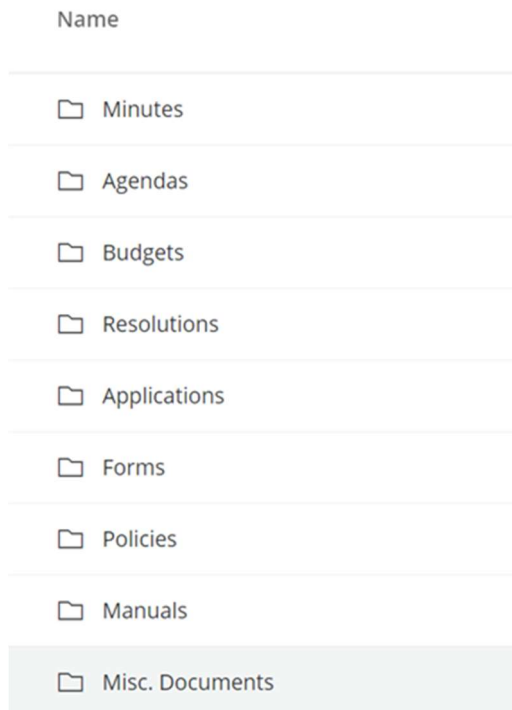 Name
Minutes
Agendas
Budgets
Resolutions
Applications
Forms
Policies
Manuals
Misc. Documents